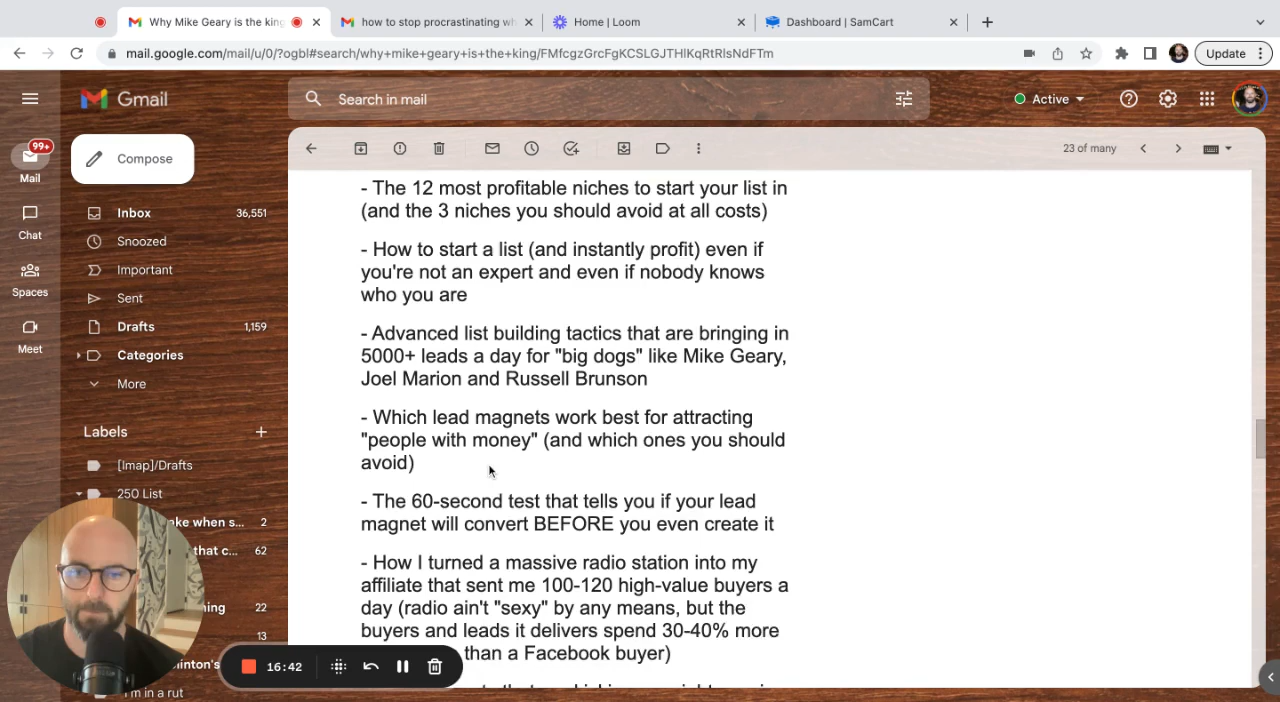 Why Mike Geary is the king
how to stop procrastinating wh
Home | Loom
Dashboard | SamCart
mail.google.com/mail/u/0/?ogbl#search/why+mike+geary+is+the+king/FMfcgzGrcFgKCSLGJTHlKqRtRlsNdFTm
Update
Gmail
Search in mail
Active
99+
Mail
Compose
23 of many
Chat
Spaces
Meet
Inbox 36,551
Snoozed
Important
Sent
Drafts 1,159
Categories
More
Labels
[Imap]/Drafts
250 List
ke when s... 2
that c... 62
ning 22
13
inton's
I'm in a rut
- The 12 most profitable niches to start your list in
(and the 3 niches you should avoid at all costs)
- How to start a list (and instantly profit) even if
you're not an expert and even if nobody knows
who you are
- Advanced list building tactics that are bringing in
5000+ leads a day for "big dogs" like Mike Geary,
Joel Marion and Russell Brunson
- Which lead magnets work best for attracting
"people with money" (and which ones you should
avoid)
- The 60-second test that tells you if your lead
magnet will convert BEFORE you even create it
- How I turned a massive radio station into my
affiliate that sent me 100-120 high-value buyers a
day (radio ain't "sexy" by any means, but the
buyers and leads it delivers spend 30-40% more
than a Facebook buyer)
16:42